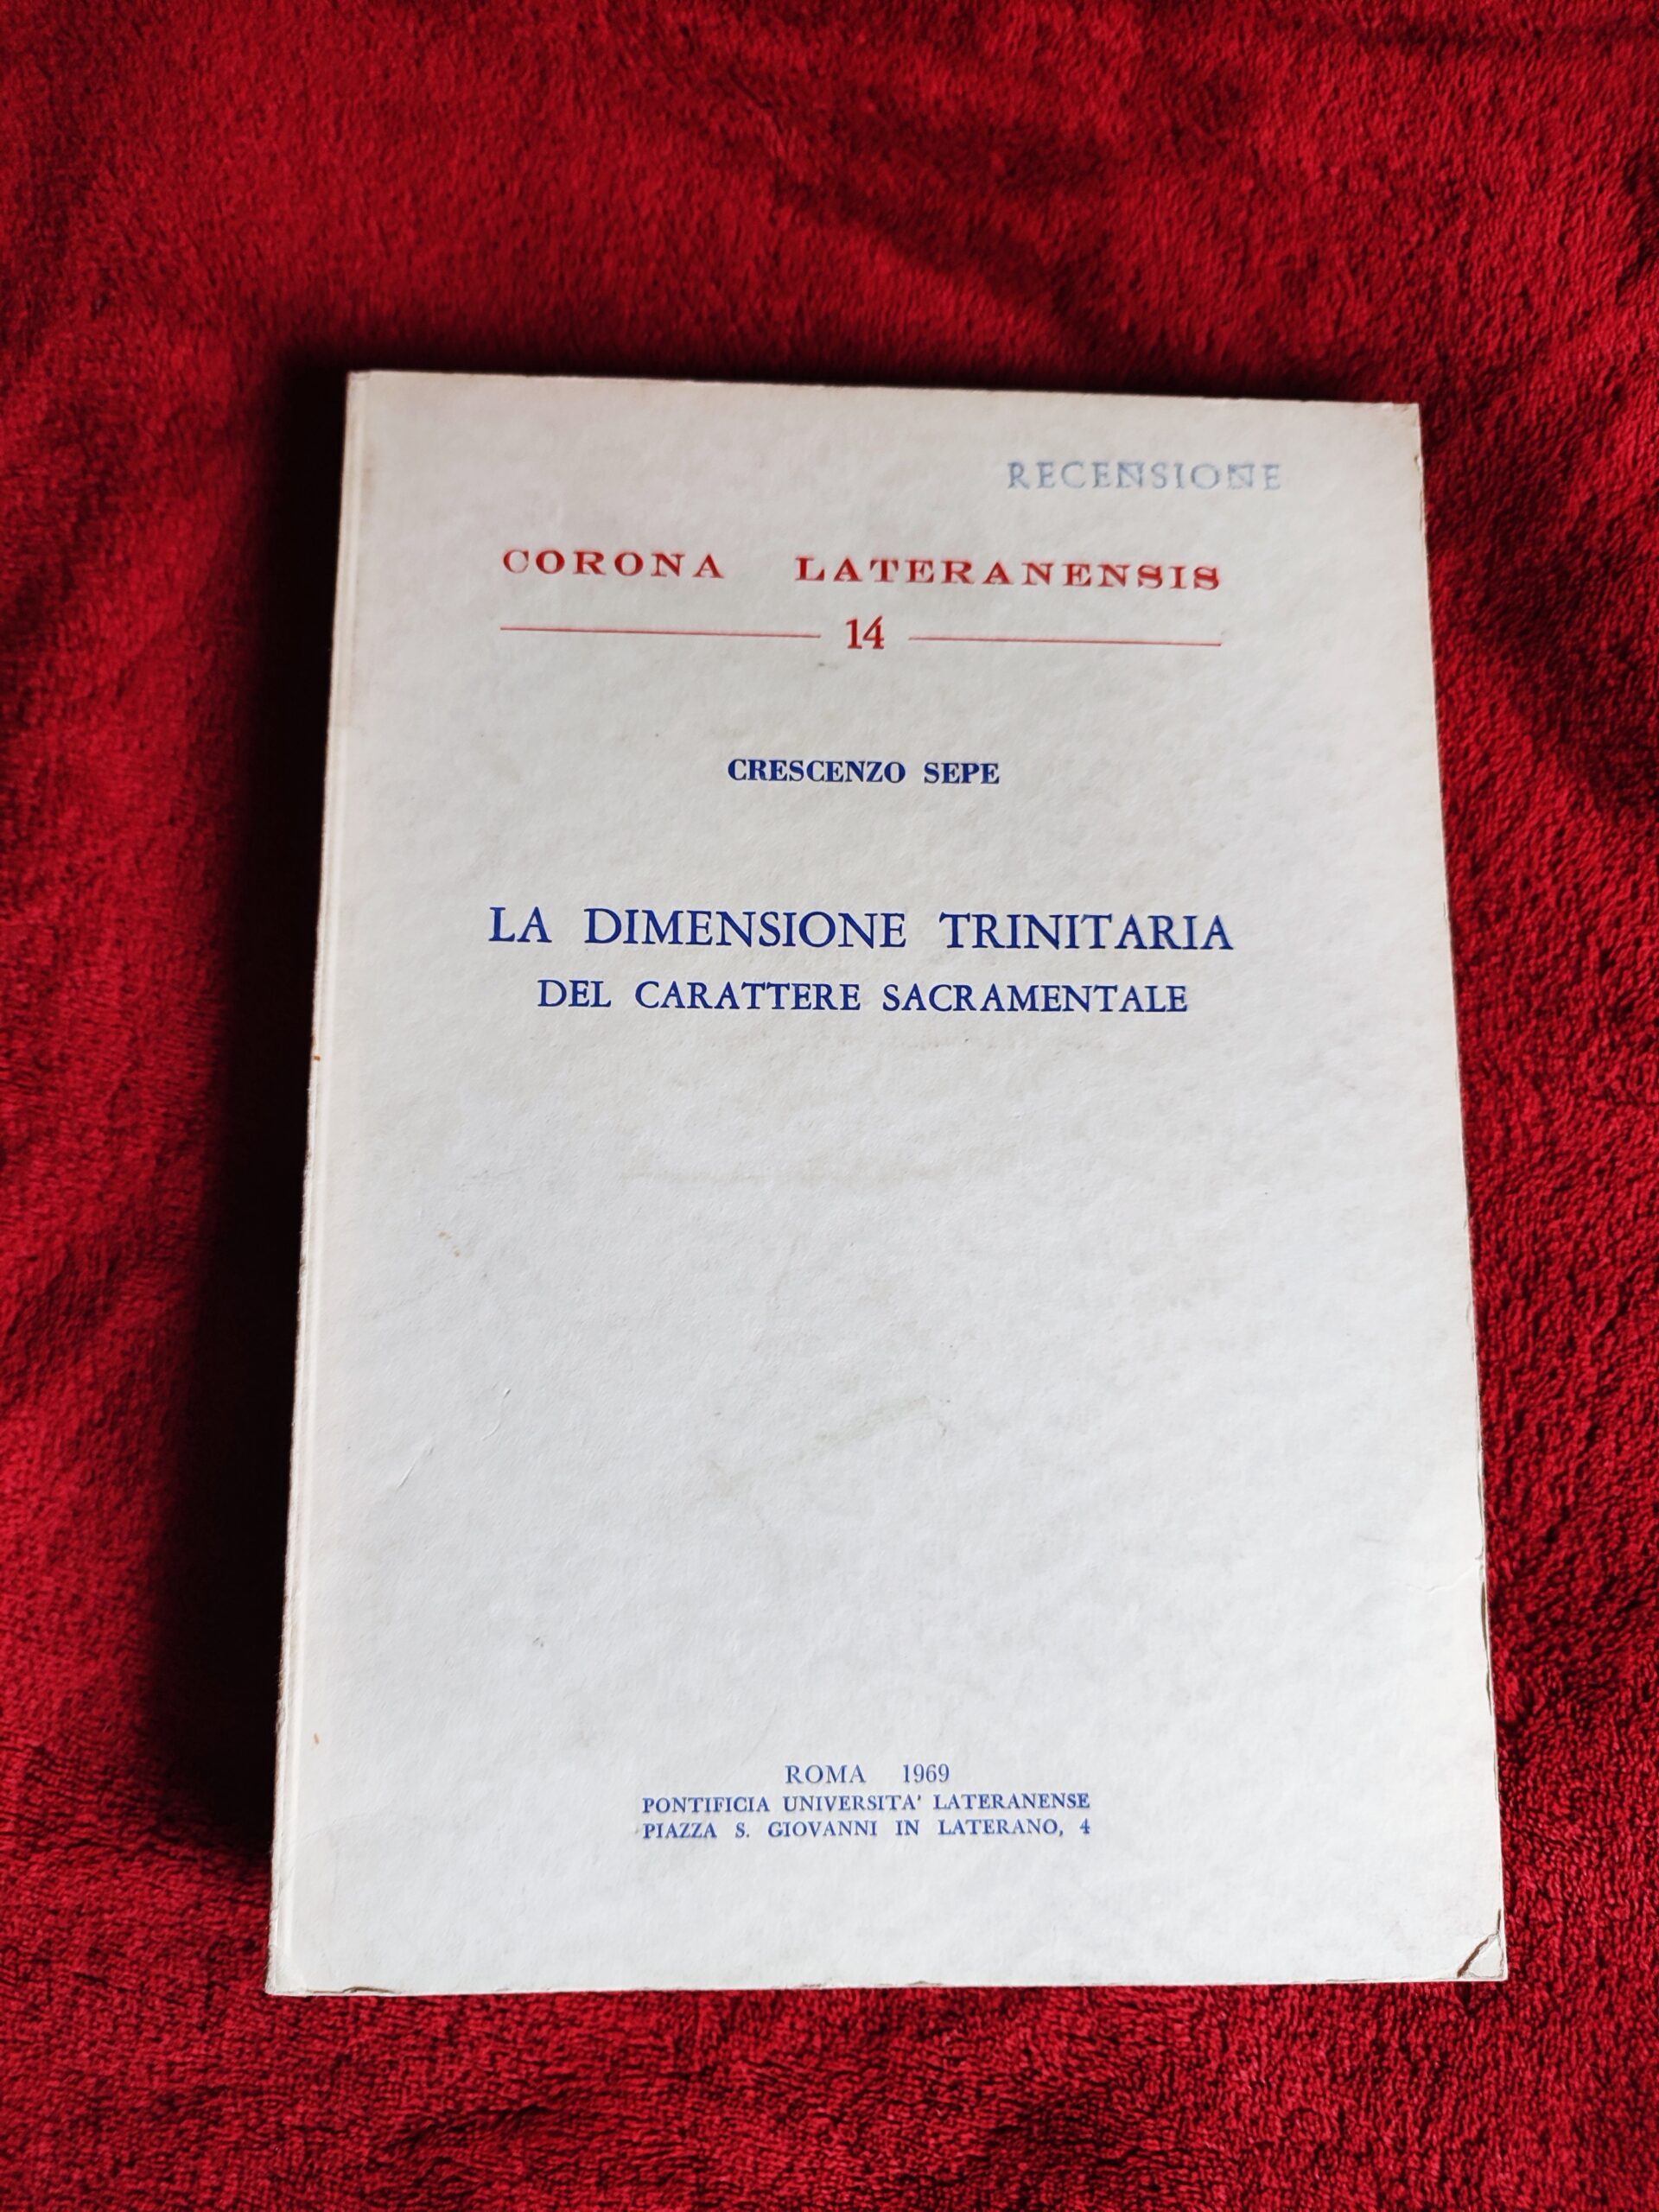 RECENSIONE
CORONA LATERANENSIS
14
CRESCENZO SEPE
LA DIMENSIONE TRINITARIA
DEL CARATTERE SACRAMENTALE
ROMA 1969
PONTIFICIA UNIVERSITA' LATERANENSE
PIAZZA S. GIOVANNI IN LATERANO, 4